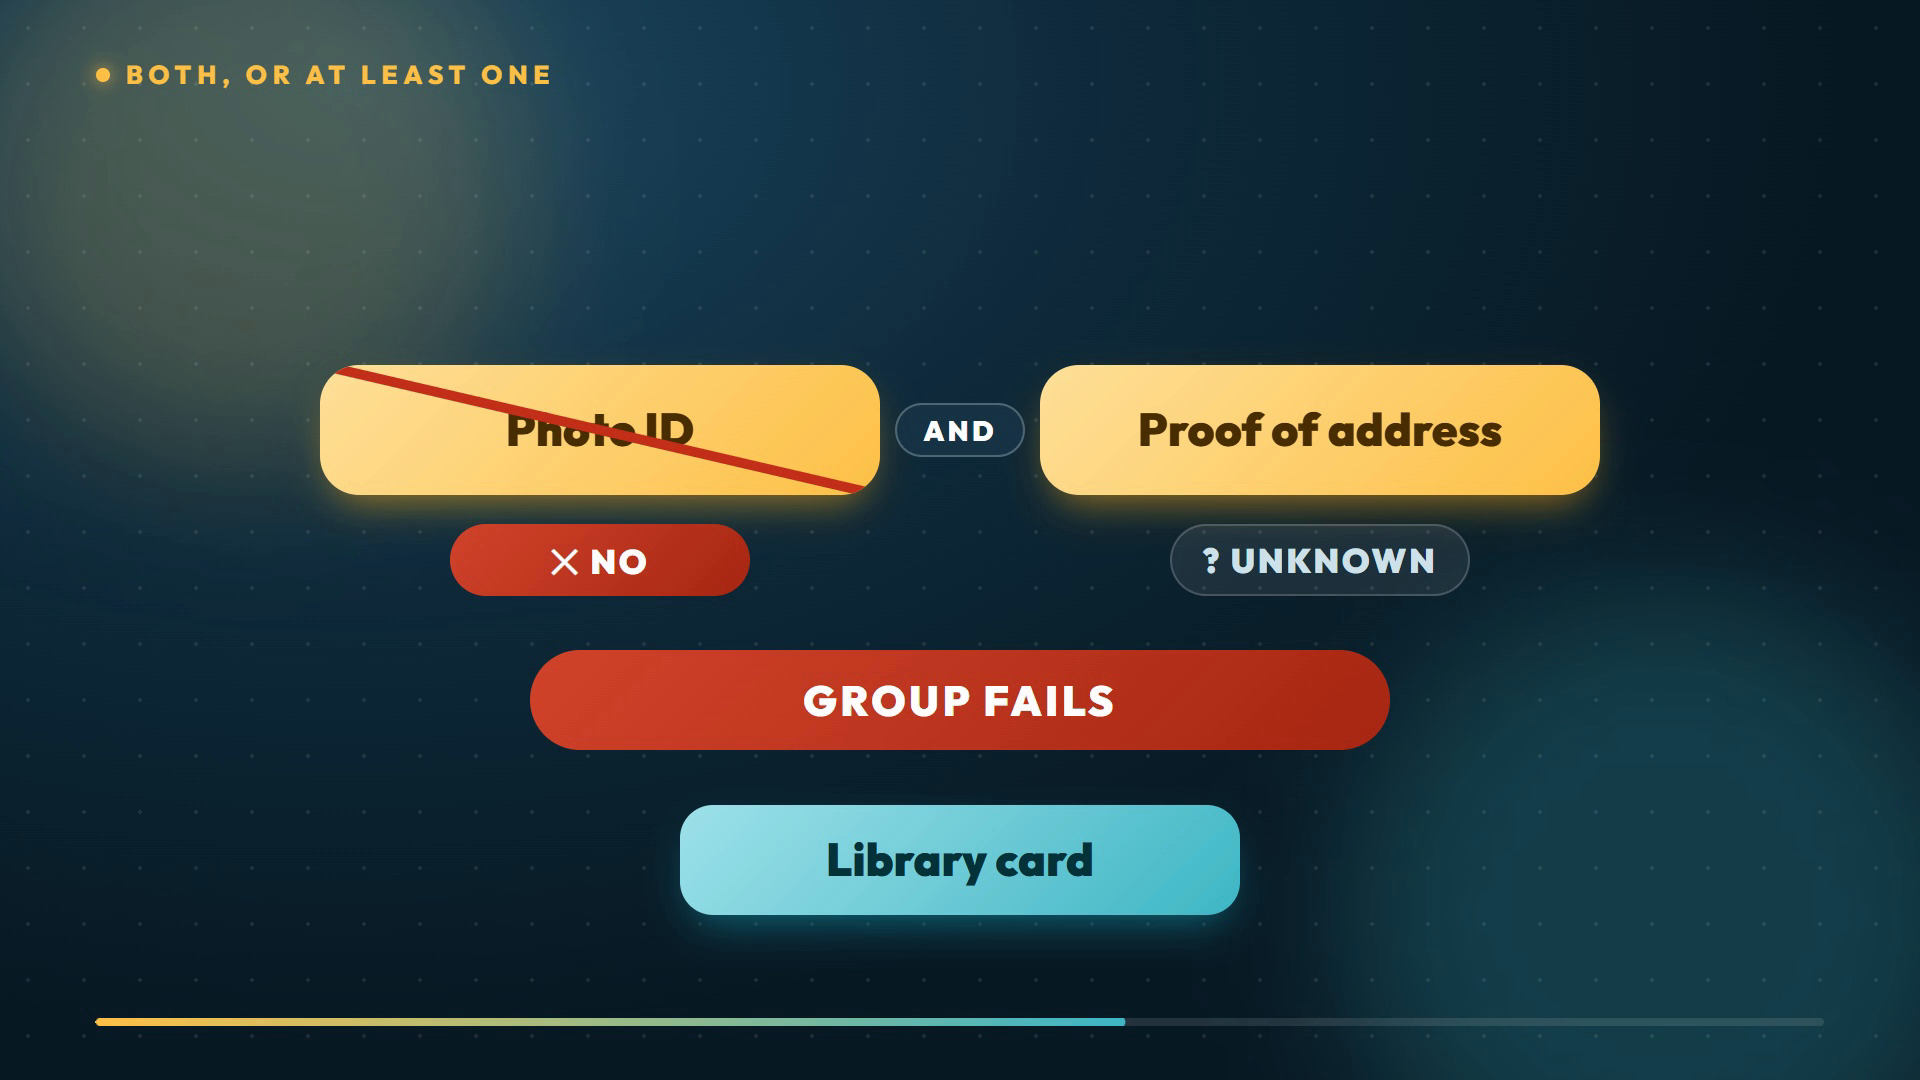 BOTH, OR AT LEAST ONE
Photo ID
AND
Proof of address
× NO
? UNKNOWN
GROUP FAILS
Library card